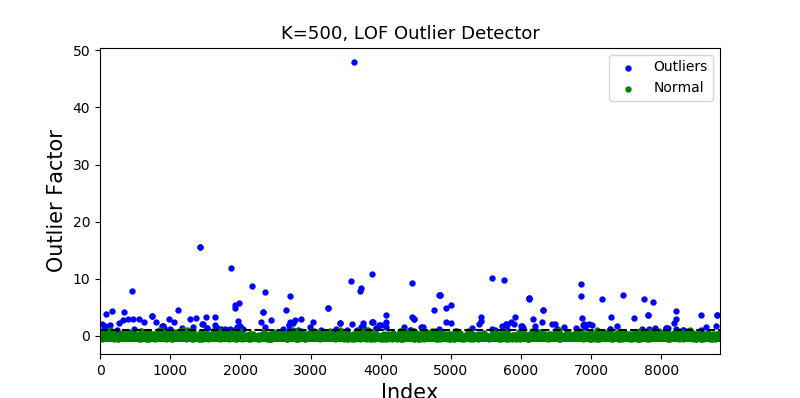 K=500, LOF Outlier Detector
Outliers
Normal
Outlier Factor
50
40
30
20
10
0
0 1000 2000 3000 4000 5000 6000 7000 8000
Index